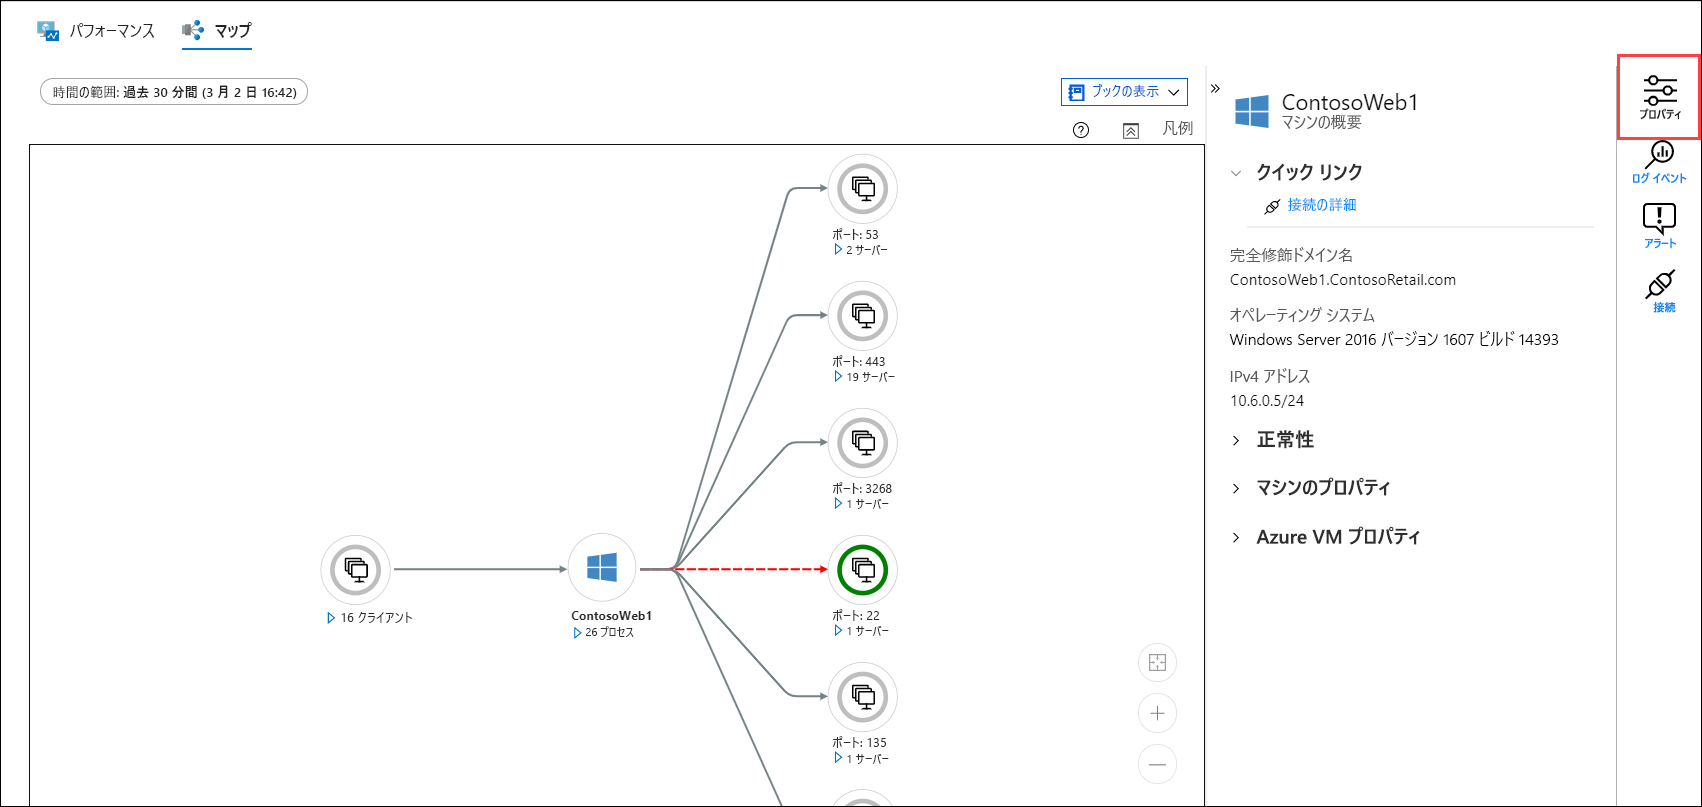 パフォーマンス
マップ
時間の範囲: 過去 30 分間 (3 月 2 日 16:42)
ブックの表示
凡例
ポート: 53
2 サーバー
ポート: 443
19 サーバー
ポート: 3268
1 サーバー
16 クライアント
ContosoWeb1
26 プロセス
ポート: 22
1 サーバー
ポート: 135
1 サーバー
ContosoWeb1
マシンの概要
クイック リンク
接続の詳細
完全修飾ドメイン名
ContosoWeb1.ContosoRetail.com
オペレーティング システム
Windows Server 2016 バージョン 1607 ビルド 14393
IPv4 アドレス
10.6.0.5/24
正常性
マシンのプロパティ
Azure VM プロパティ
プロパティ
ログ イベント
アラート
接続